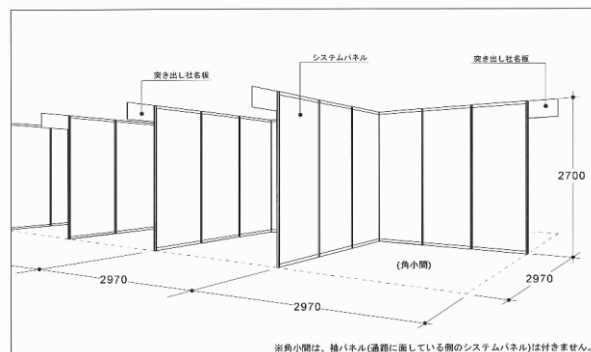 システムパネル
突き出し社名板
突き出し社名板
2700
(角小間)
2970
2970
2970
※角小間は、袖パネル(通路に面している側のシステムパネル)は付きません。